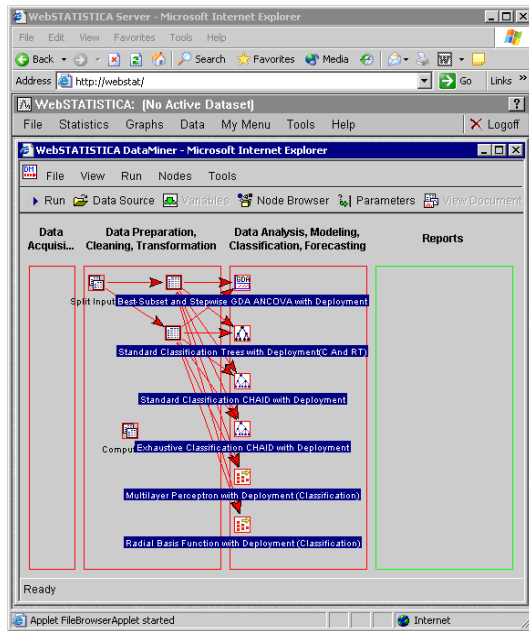 WebSTATISTICA Server - Microsoft Internet Explorer
File Edit View Favorites Tools Help
Back Search Favorites Media
Address http://webstat/ Go Links »
WebSTATISTICA: (No Active Dataset) ?
File Statistics Graphs Data My Menu Tools Help Logoff
WebSTATISTICA DataMiner - Microsoft Internet Explorer
DM File View Run Nodes Tools
Run Data Source Variables Node Browser Parameters View Document
Data Acquisi...
Data Preparation, Cleaning, Transformation
Data Analysis, Modeling, Classification, Forecasting
Reports
GDA
Split Input
Best-Subset and Stepwise GDA ANCOVA with Deployment
Standard Classification Trees with Deployment(C And RT)
Standard Classification CHAID with Deployment
Comput
Exhaustive Classification CHAID with Deployment
Multilayer Perceptron with Deployment (Classification)
Radial Basis Function with Deployment (Classification)
Ready
Applet FileBrowserApplet started Internet